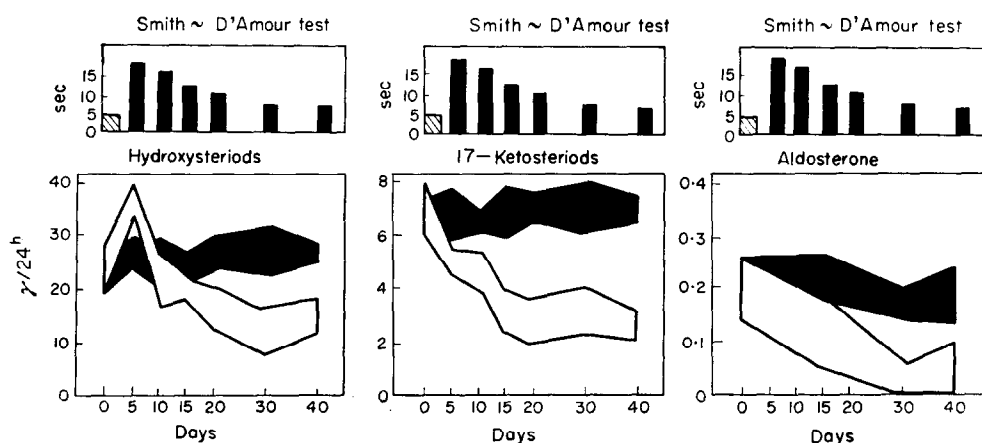 Smith ~ D'Amour test
Smith ~ D'Amour test
Smith ~ D'Amour test
sec
15
10
5
0
sec
15
10
5
0
sec
15
10
5
0
Hydroxysteriods
17-Ketosteriods
Aldosterone
γ/24h
40
30
20
10
0
8
6
4
2
0
0·4
0·3
0·2
0·1
0
0 5 10 15 20 30 40
0 5 10 15 20 30 40
0 5 10 15 20 30 40
Days
Days
Days